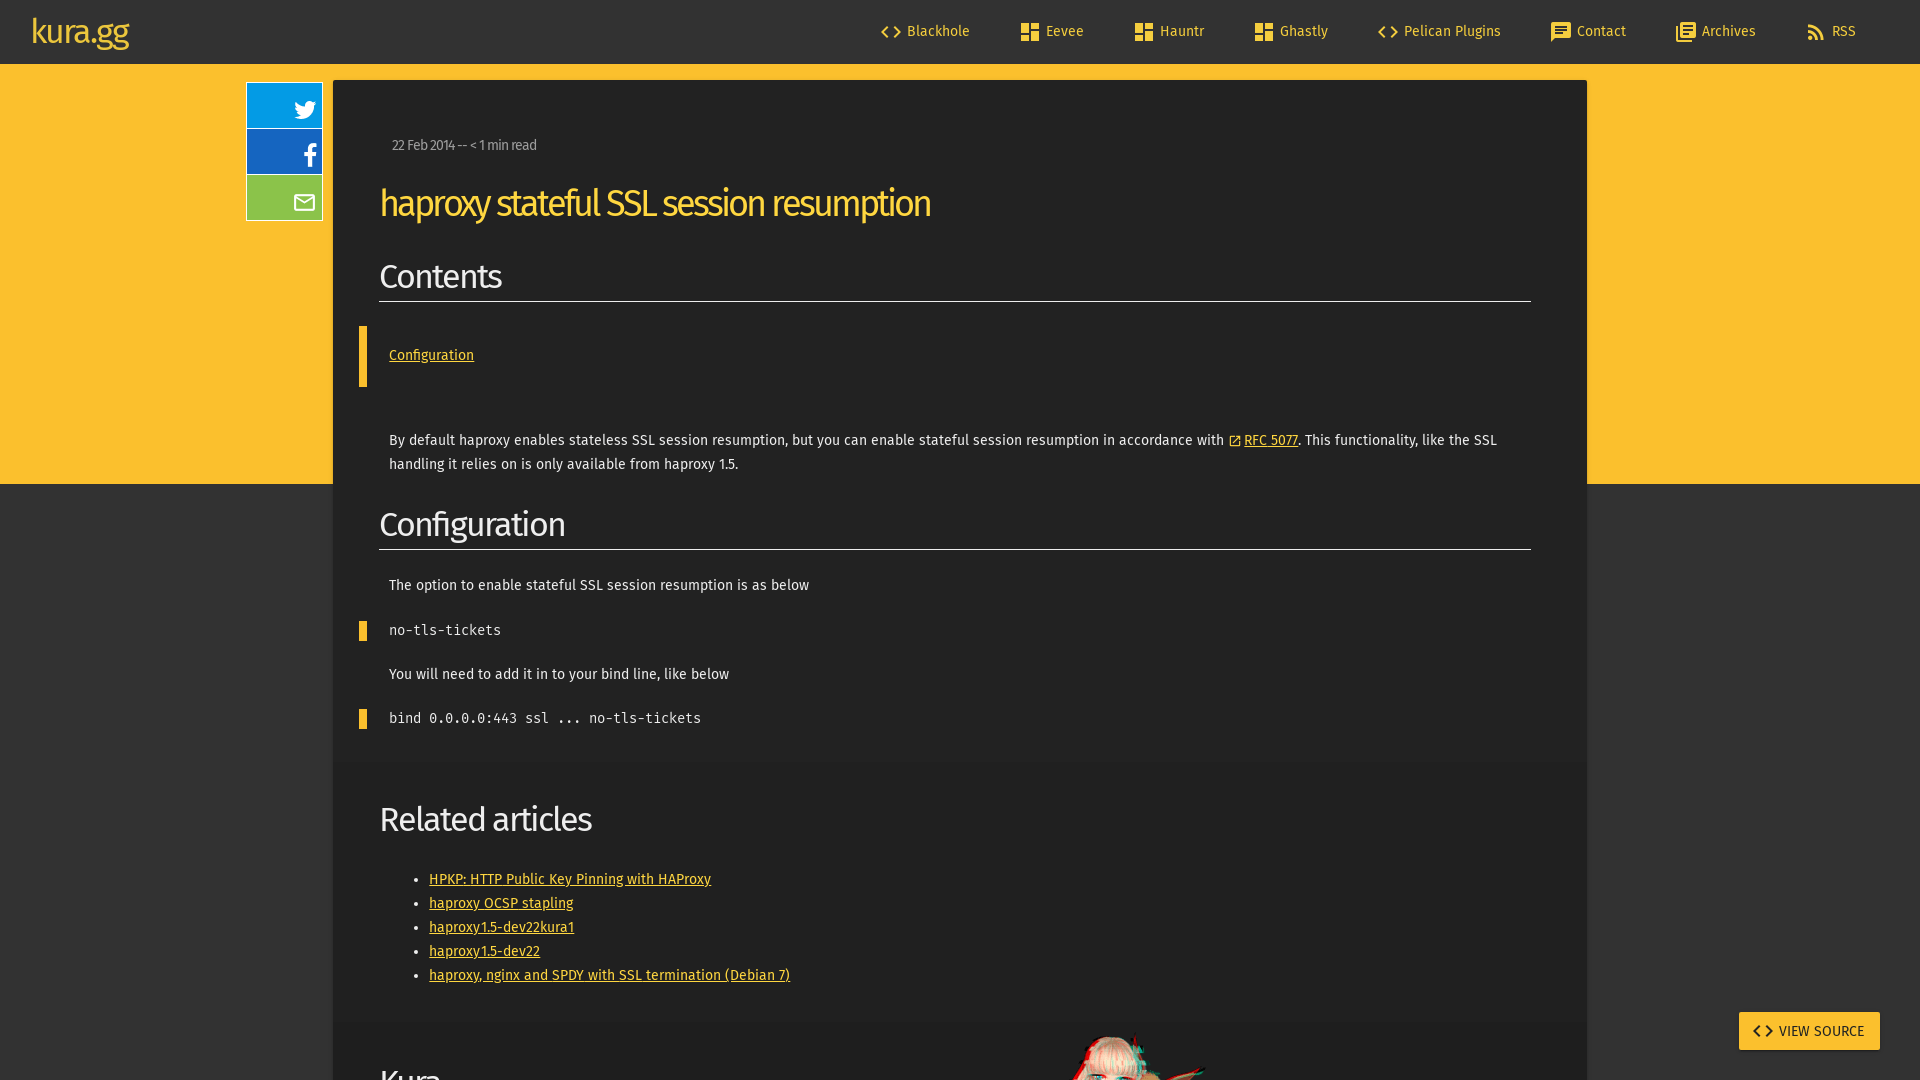 kura.gg
Blackhole
Eevee
Hauntr
Ghastly
Pelican Plugins
Contact
Archives
RSS
22 Feb 2014 -- < 1 min read
haproxy stateful SSL session resumption
Contents
Configuration
By default haproxy enables stateless SSL session resumption, but you can enable stateful session resumption in accordance with RFC 5077. This functionality, like the SSL
handling it relies on is only available from haproxy 1.5.
Configuration
The option to enable stateful SSL session resumption is as below
no-tls-tickets
You will need to add it in to your bind line, like below
bind 0.0.0.0:443 ssl ... no-tls-tickets
Related articles
• HPKP: HTTP Public Key Pinning with HAProxy
• haproxy OCSP stapling
• haproxy1.5-dev22kura1
• haproxy1.5-dev22
• haproxy, nginx and SPDY with SSL termination (Debian 7)
VIEW SOURCE
Kura